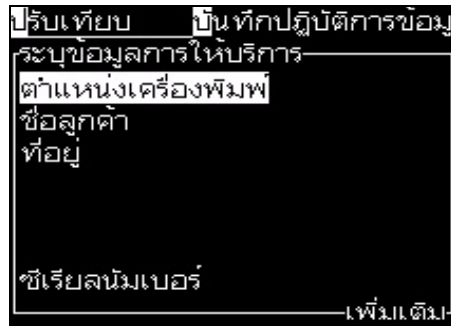 ปรับเทียบ บันทึกปฏิบัติการข้อมู
ระบุข้อมูลการให้บริการ
ตำแหน่งเครื่องพิมพ์
ชื่อลูกค้า
ที่อยู่
ซีเรียลนัมเบอร์
เพิ่มเติม